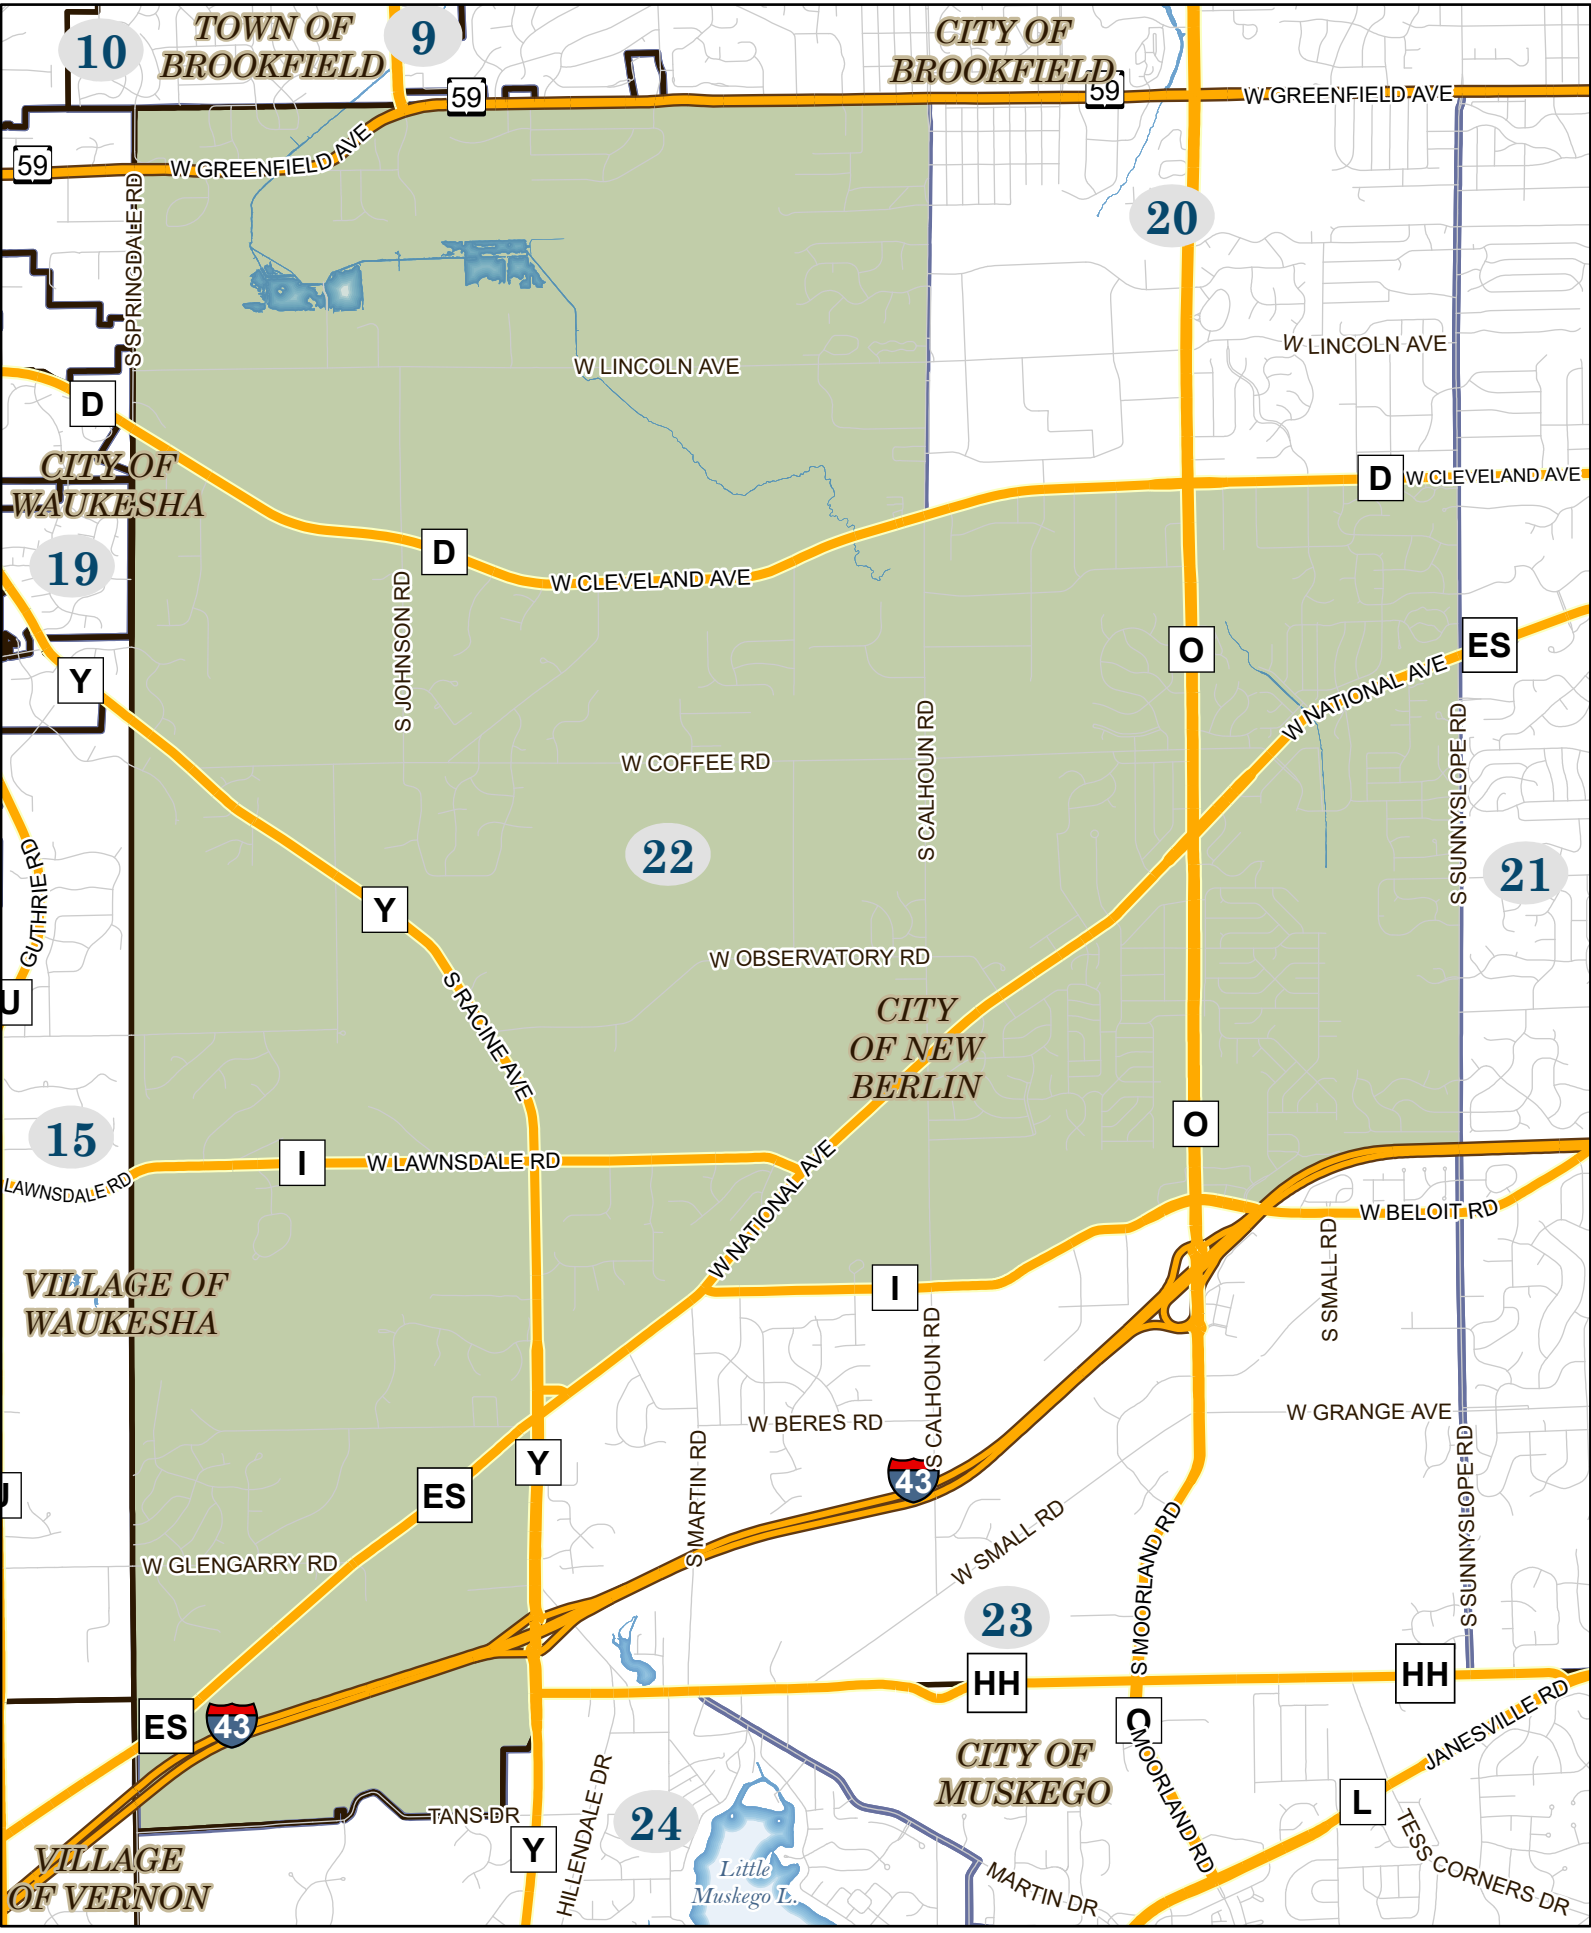 10
TOWN OF
BROOKFIELD
9
CITY OF
BROOKFIELD
59
59
W GREENFIELD AVE
59
W GREENFIELD AVE
S SPRINGDALE RD
20
W LINCOLN AVE
W LINCOLN AVE
D
CITY OF
WAUKESHA
D
W CLEVELAND AVE
D
W CLEVELAND AVE
19
S JOHNSON RD
O
ES
Y
W NATIONAL AVE
W COFFEE RD
S CALHOUN RD
S SUNNYSLOPE RD
22
21
GUTHRIE RD
Y
W OBSERVATORY RD
U
S RACINE AVE
CITY
OF NEW
BERLIN
15
O
I
W LAWNSDALE RD
LAWNSDALE RD
W NATIONAL AVE
W BELOIT RD
S SMALL RD
VILLAGE OF
WAUKESHA
I
S CALHOUN RD
W BERES RD
W GRANGE AVE
S MARTIN RD
Y
43
S SUNNYSLOPE RD
ES
W SMALL RD
S MOORLAND RD
W GLENGARRY RD
23
HH
HH
ES
43
O
MOORLAND RD
JANESVILLE RD
CITY OF
MUSKEGO
HILLENDALE DR
24
TANS DR
L
TESS CORNERS DR
Y
VILLAGE
OF VERNON
Little
Muskego L.
MARTIN DR